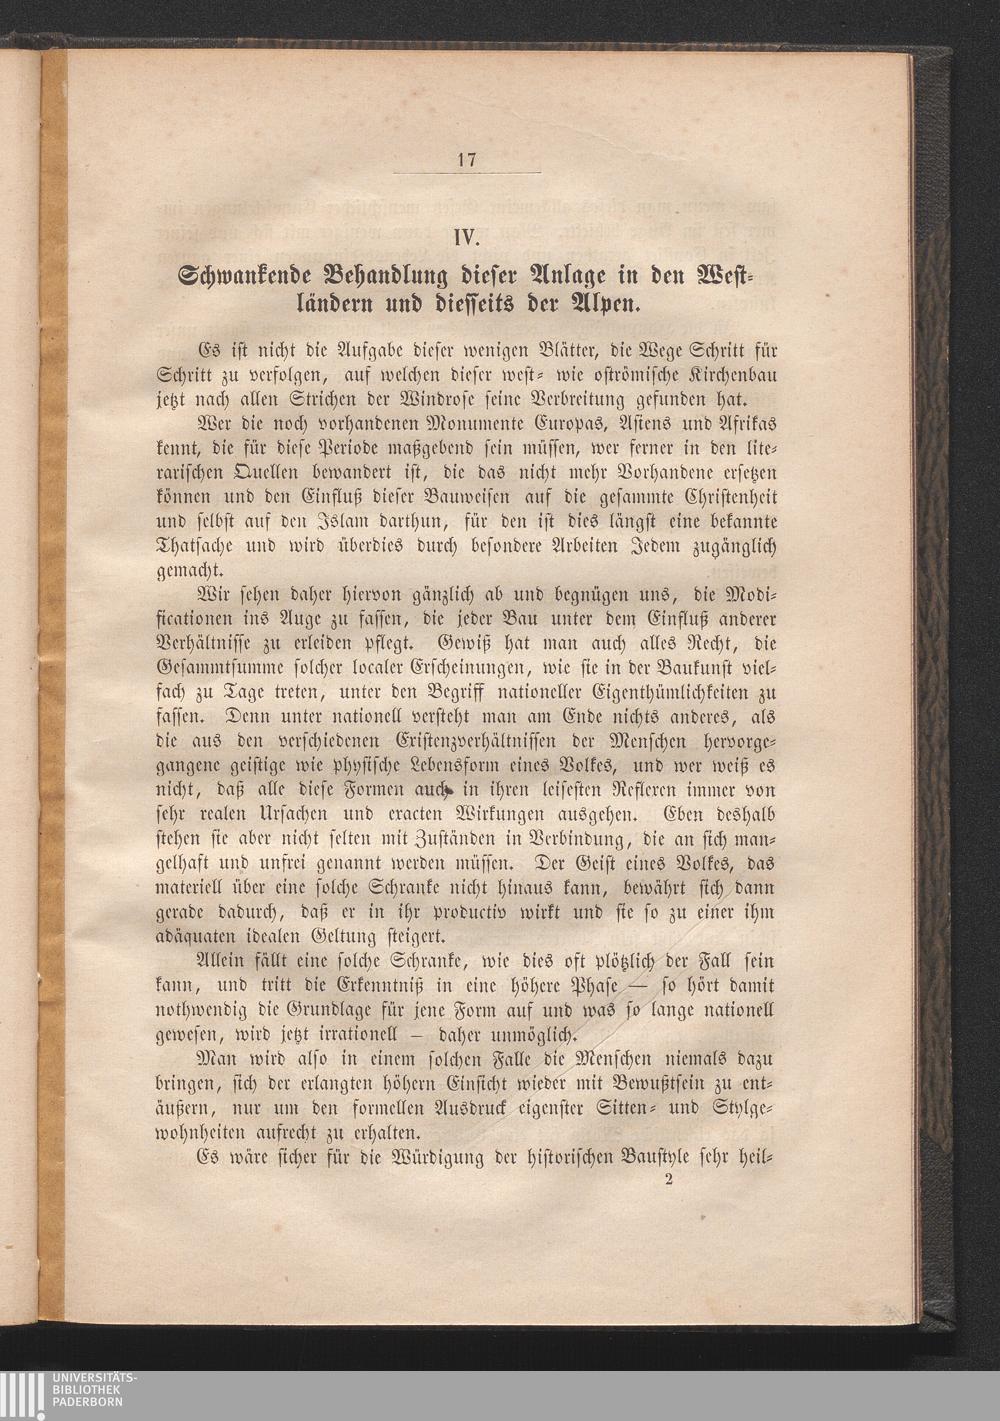 17
IV.
Schwankende Behandlung dieser Anlage in den West-
ländern und diesseits der Alpen.
Es ist nicht die Aufgabe dieser wenigen Blätter, die Wege Schritt für
Schritt zu verfolgen, auf welchen dieser west- wie oströmische Kirchenbau
jetzt nach allen Strichen der Windrose seine Verbreitung gefunden hat.
Wer die noch vorhandenen Monumente Europas, Asiens und Afrikas
kennt, die für diese Periode maßgebend sein müssen, wer ferner in den lite-
rarischen Quellen bewandert ist, die das nicht mehr Vorhandene ersetzen
können und den Einfluß dieser Bauweisen auf die gesammte Christenheit
und selbst auf den Islam darthun, für den ist dies längst eine bekannte
Thatsache und wird überdies durch besondere Arbeiten Jedem zugänglich
gemacht.
Wir sehen daher hiervon gänzlich ab und begnügen uns, die Modi-
ficationen ins Auge zu fassen, die jeder Bau unter dem Einfluß anderer
Verhältnisse zu erleiden pflegt. Gewiß hat man auch alles Recht, die
Gesammtsumme solcher localer Erscheinungen, wie sie in der Baukunst viel-
fach zu Tage treten, unter den Begriff nationeller Eigenthümlichkeiten zu
fassen. Denn unter nationell versteht man am Ende nichts anderes, als
die aus den verschiedenen Existenzverhältnissen der Menschen hervorge-
gangene geistige wie physische Lebensform eines Volkes, und wer weiß es
nicht, daß alle diese Formen auch in ihren leisesten Reflexen immer von
sehr realen Ursachen und exacten Wirkungen ausgehen. Eben deshalb
stehen sie aber nicht selten mit Zuständen in Verbindung, die an sich man-
gelhaft und unfrei genannt werden müssen. Der Geist eines Volkes, das
materiell über eine solche Schranke nicht hinaus kann, bewährt sich dann
gerade dadurch, daß er in ihr productiv wirkt und sie so zu einer ihm
adäquaten idealen Geltung steigert.
Allein fällt eine solche Schranke, wie dies oft plötzlich der Fall sein
kann, und tritt die Erkenntniß in eine höhere Phase — so hört damit
nothwendig die Grundlage für jene Form auf und was so lange nationell
gewesen, wird jetzt irrationell — daher unmöglich.
Man wird also in einem solchen Falle die Menschen niemals dazu
bringen, sich der erlangten höhern Einsicht wieder mit Bewußtsein zu ent-
äußern, nur um den formellen Ausdruck eigenster Sitten- und Stylge-
wohnheiten aufrecht zu erhalten.
Es wäre sicher für die Würdigung der historischen Baustyle sehr heil-
2
UNIVERSITÄTS-
BIBLIOTHEK
PADERBORN